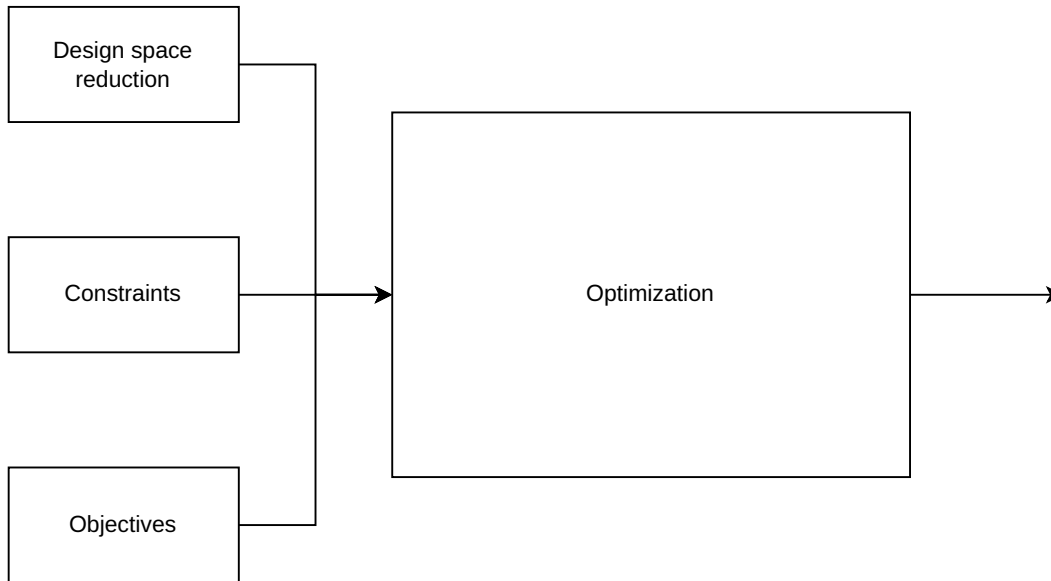 Design space
reduction
Constraints
Optimization
Objectives